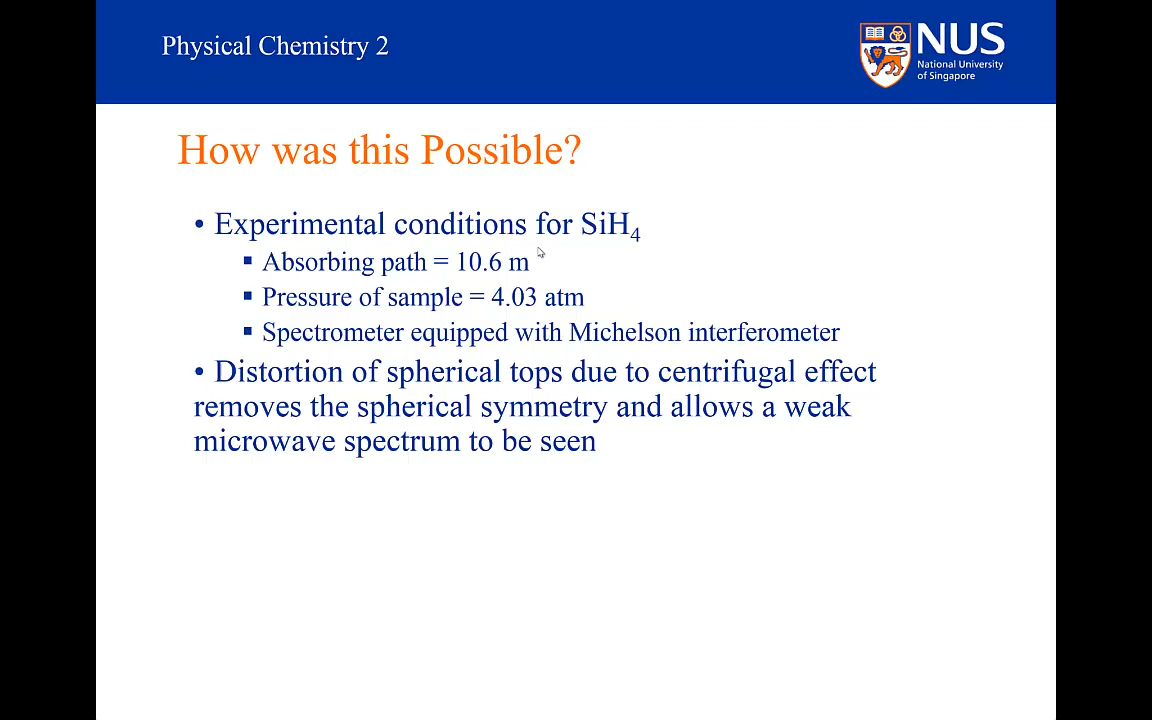 Physical Chemistry 2
NUS
National University
of Singapore
How was this Possible?
• Experimental conditions for SiH₄
▪ Absorbing path = 10.6 m
▪ Pressure of sample = 4.03 atm
▪ Spectrometer equipped with Michelson interferometer
• Distortion of spherical tops due to centrifugal effect
removes the spherical symmetry and allows a weak
microwave spectrum to be seen